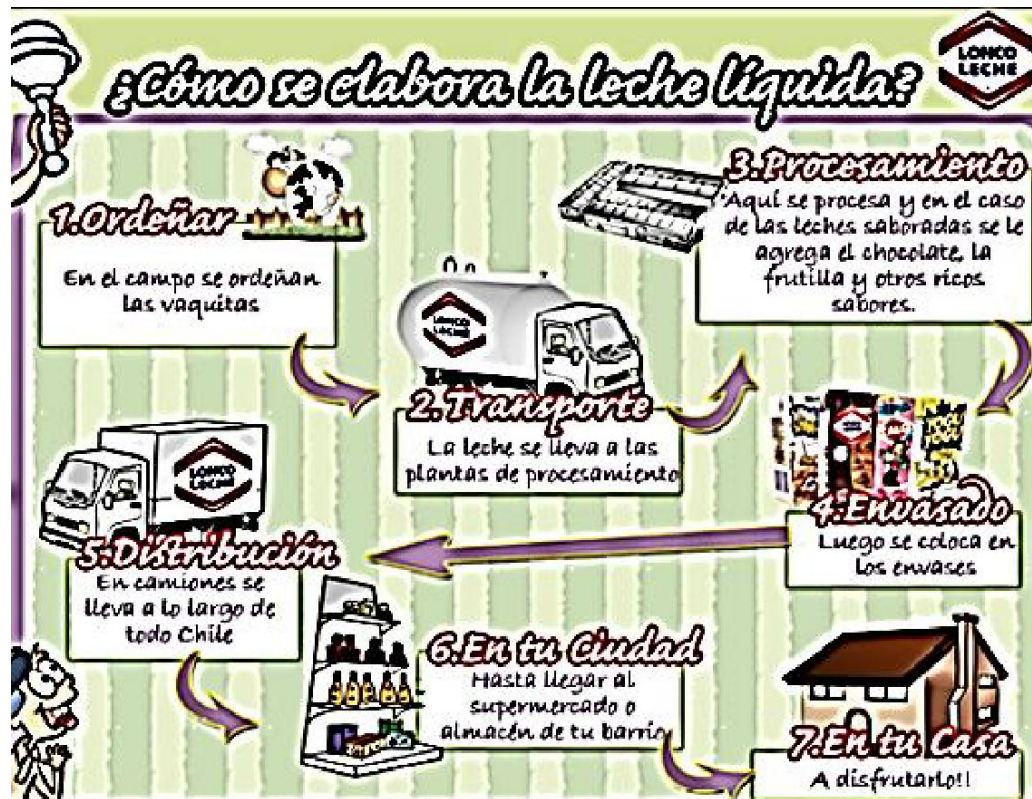 ¿Cómo se elabora la leche líquida?
LONCO
LECHE
1.Ordeñar
En el campo se ordeñan
las vaquitas
LONCO
LECHE
2.Transporte
La leche se lleva a las
plantas de procesamiento
3.Procesamiento
Aquí se procesa y en el caso
de las leches saboradas se le
agrega el chocolate, la
frutilla y otros ricos
sabores.
4.Envasado
Luego se coloca en
los envases
LONCO
LECHE
5.Distribución
En camiones se
lleva a lo largo de
todo Chile
6.En tu Ciudad
Hasta llegar al
supermercado o
almacén de tu barrio
7.En tu Casa
A disfrutarlo!!